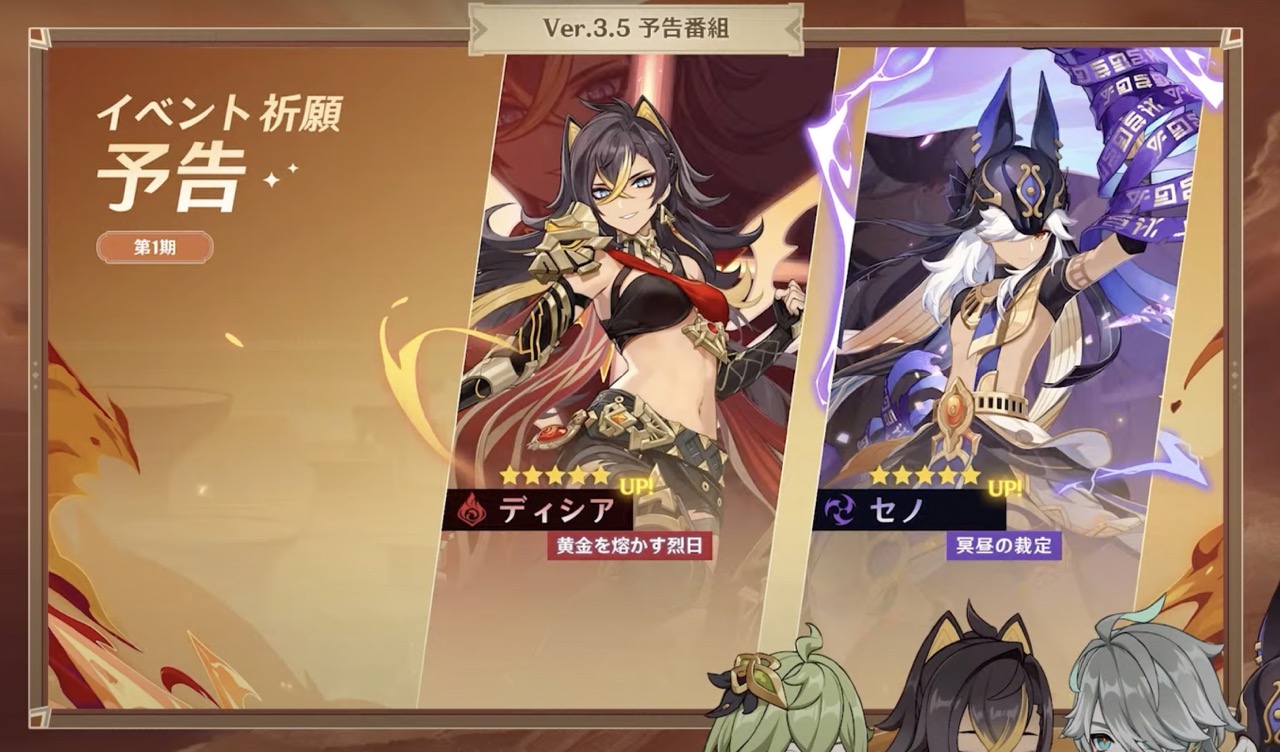 Ver.3.5 予告番組
イベント祈願
予告
第1期
UP!
ディシア
黄金を熔かす烈日
UP!
セノ
冥昼の裁定